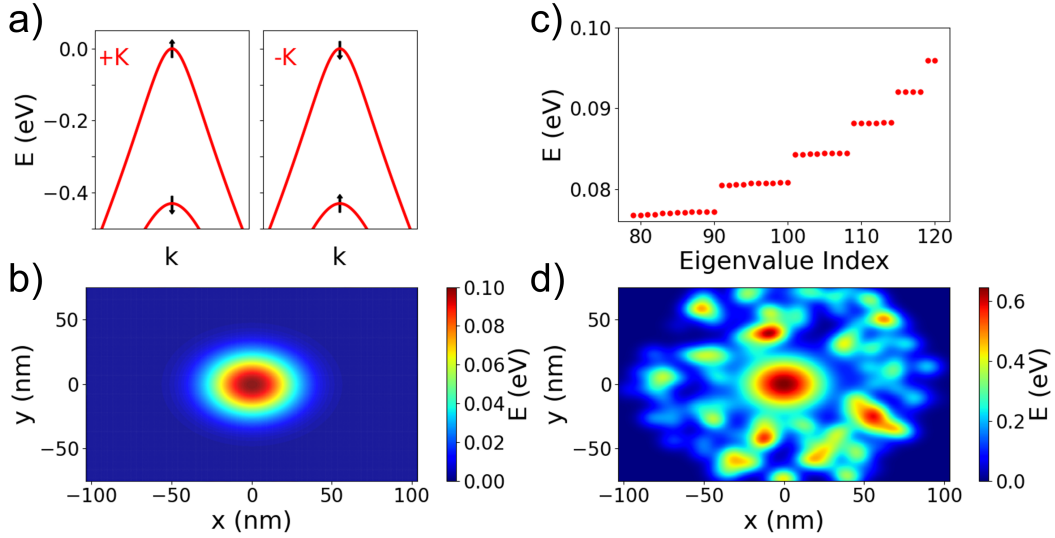 a)
+K
-K
0.0
−0.2
−0.4
E (eV)
k
k
c)
0.10
0.09
0.08
E (eV)
80
90
100
110
120
Eigenvalue Index
b)
50
0
−50
y (nm)
−100
−50
0
50
100
x (nm)
0.10
0.08
0.06
0.04
0.02
0.00
E (eV)
d)
50
0
−50
y (nm)
−100
−50
0
50
100
x (nm)
0.6
0.4
0.2
0.0
E (eV)